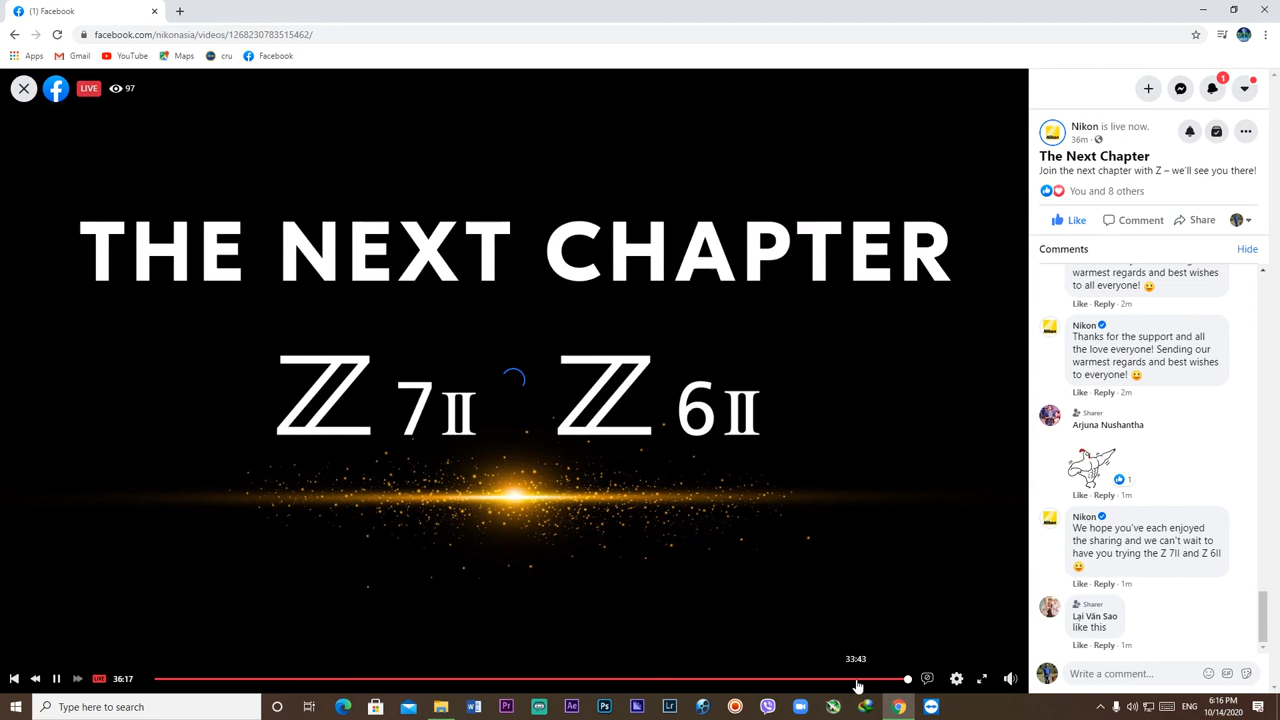 (1) Facebook
facebook.com/nikonasia/videos/1268230783515462/
Apps Gmail YouTube Maps cru Facebook
LIVE 97
THE NEXT CHAPTER
Z 7II Z 6II
33:43
LIVE 36:17
1
Nikon is live now.
36m
The Next Chapter
Join the next chapter with Z – we'll see you there!
You and 8 others
Like Comment Share
Comments Hide
warmest regards and best wishes
to all everyone!
Like · Reply · 2m
Nikon
Thanks for the support and all
the love everyone! Sending our
warmest regards and best wishes
to everyone!
Like · Reply · 2m
Sharer
Arjuna Nushantha
1
Like · Reply · 1m
Nikon
We hope you've each enjoyed
the sharing and we can't wait to
have you trying the Z 7II and Z 6II
Like · Reply · 1m
Sharer
Lại Văn Sao
like this
Like · Reply · 1m
Write a comment...
Type here to search
6:16 PM
10/14/2020